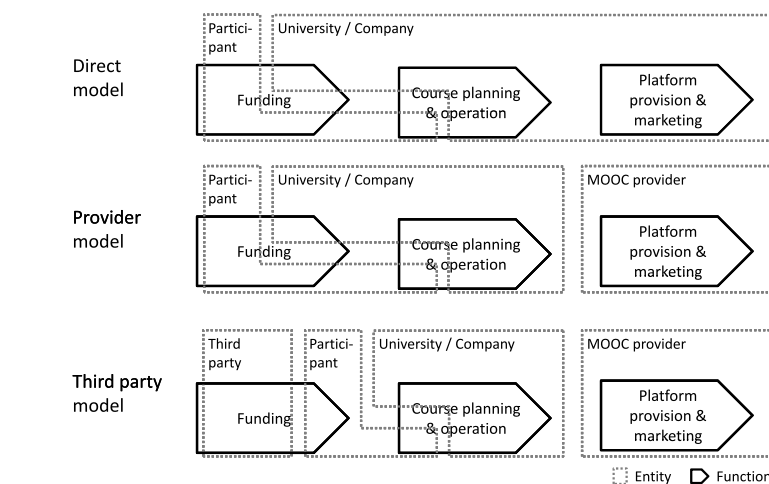 Partici-
pant
University / Company
Direct
model
Funding
Course planning
& operation
Platform
provision &
marketing
Partici-
pant
University / Company
MOOC provider
Provider
model
Funding
Course planning
& operation
Platform
provision &
marketing
Third
party
Partici-
pant
University / Company
MOOC provider
Third party
model
Funding
Course planning
& operation
Platform
provision &
marketing
Entity
Function